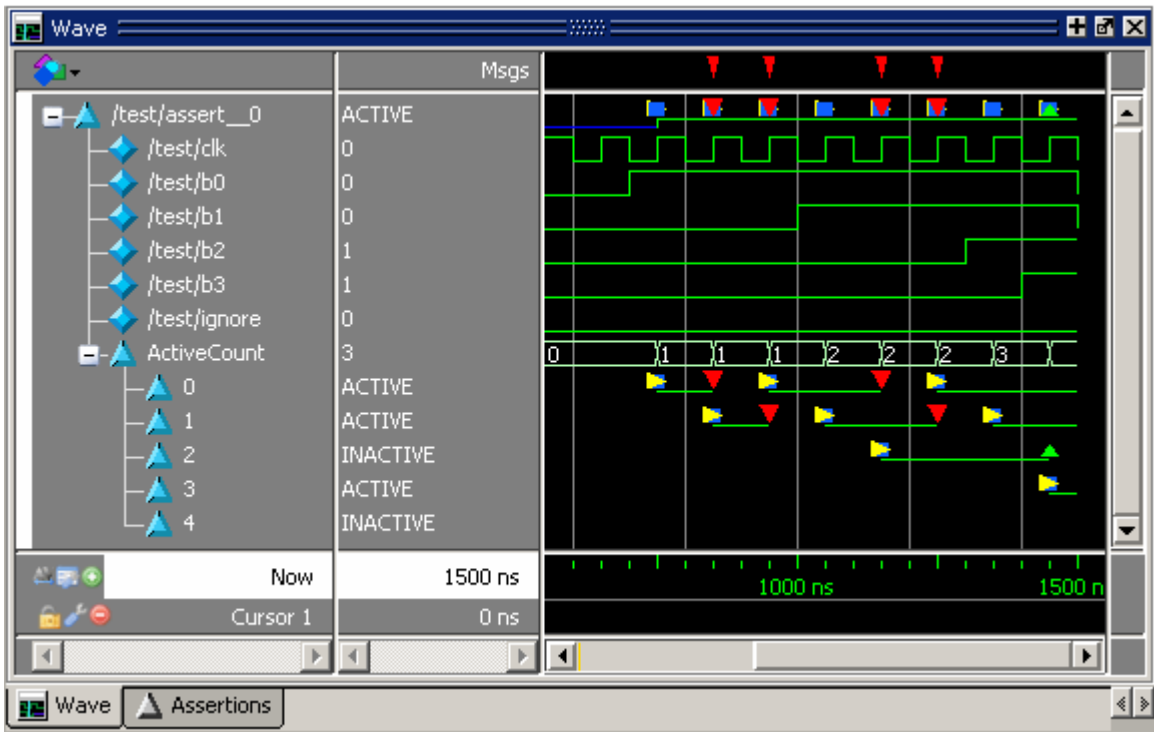 Wave
Msgs
/test/assert__0 ACTIVE
/test/clk 0
/test/b0 0
/test/b1 0
/test/b2 1
/test/b3 1
/test/ignore 0
ActiveCount 3 0 1 1 1 2 2 2 3
0 ACTIVE
1 ACTIVE
2 INACTIVE
3 ACTIVE
4 INACTIVE
Now 1500 ns 1000 ns 1500 n
Cursor 1 0 ns
Wave Assertions